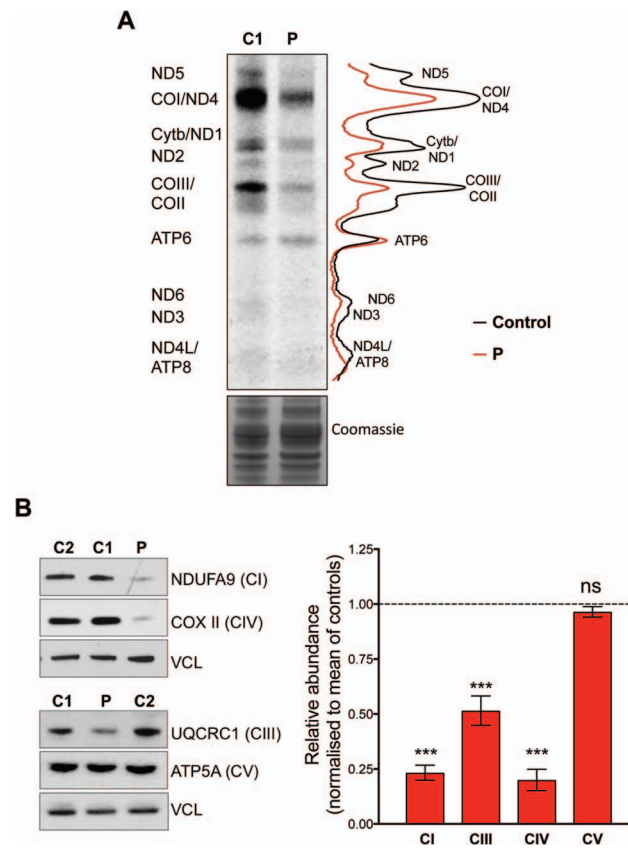 A
C1 P
ND5
COI/ND4
Cytb/ND1
ND2
COIII/
COII
ATP6
ND6
ND3
ND4L/
ATP8
ND5
COI/
ND4
Cytb/
ND1
ND2
COIII/
COII
ATP6
ND6
ND3
ND4L/
ATP8
Control
P
Coomassie
B
C2 C1 P
NDUFA9 (CI)
COX II (CIV)
VCL
C1 P C2
UQCRC1 (CIII)
ATP5A (CV)
VCL
Relative abundance
(normalised to mean of controls)
1.25
1.00
0.75
0.50
0.25
0.00
***
***
***
ns
CI CIII CIV CV